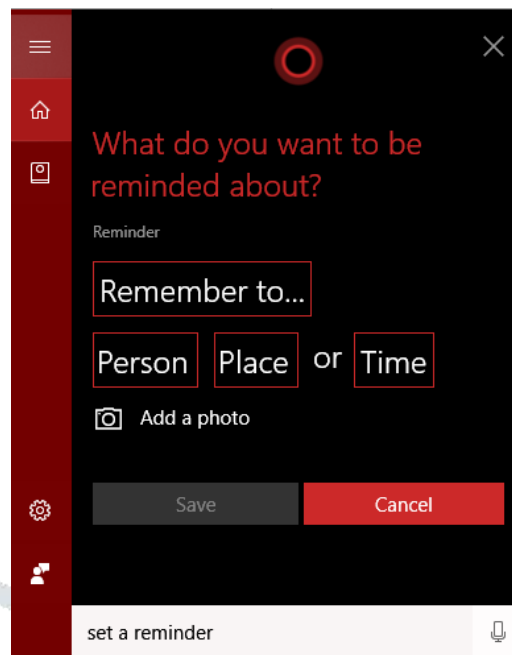 What do you want to be
reminded about?
Reminder
Remember to...
Person Place or Time
Add a photo
Save Cancel
set a reminder